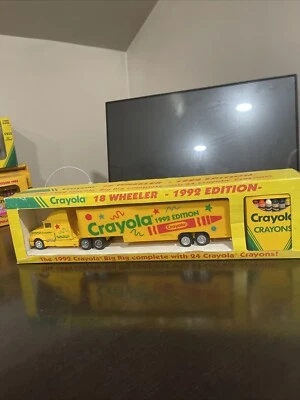 Crayola 18 WHEELER - 1992 EDITION-
Crayola
1992 EDITION
Crayola
Crayola
CRAYONS
The 1992 Crayola Big Rig complete with 24 Crayola Crayons!